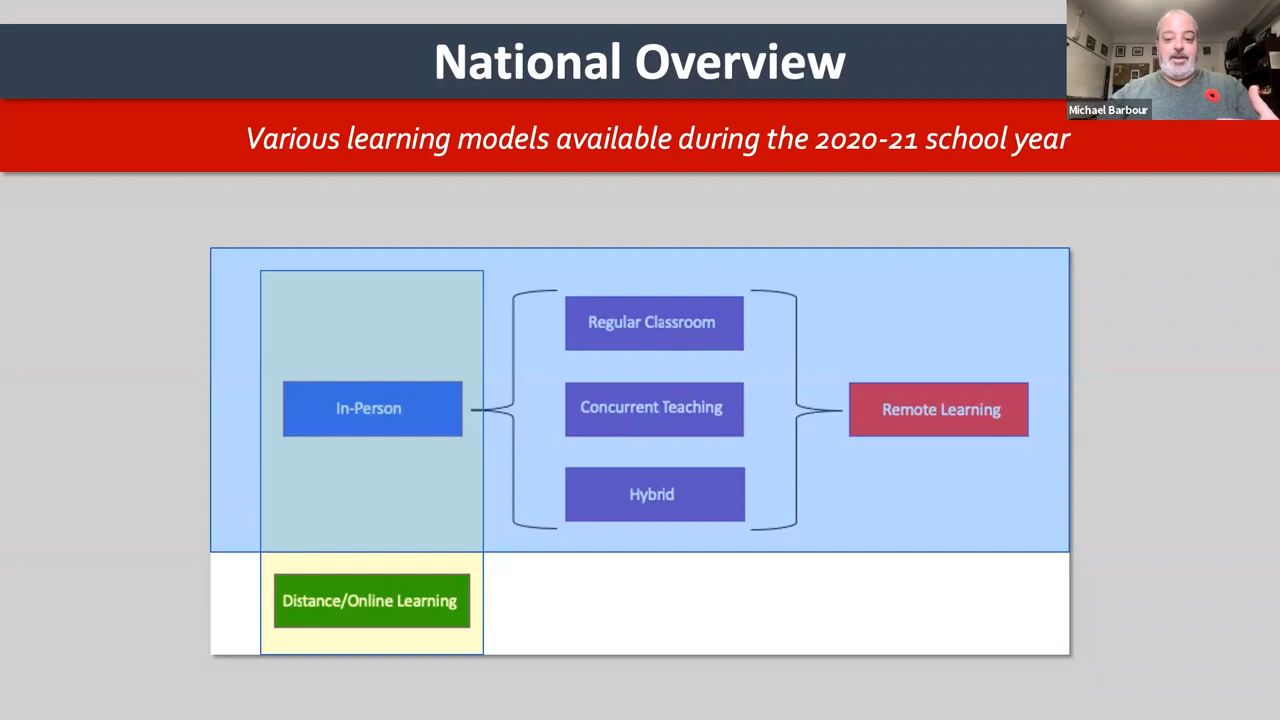 National Overview
Michael Barbour
Various learning models available during the 2020-21 school year
Regular Classroom
In-Person
Concurrent Teaching
Remote Learning
Hybrid
Distance/Online Learning